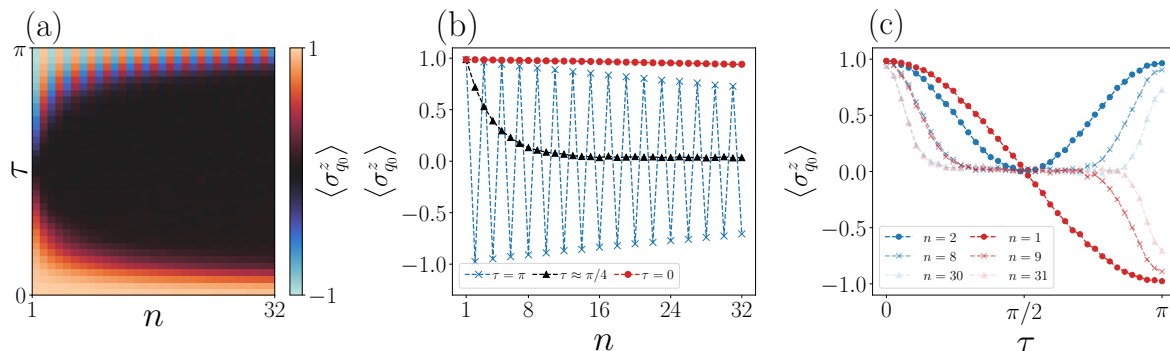 (a)
π
τ
0
1
n
32
1
⟨σ^z_{q_0}⟩
−1
(b)
⟨σ^z_{q_0}⟩
1.0
0.5
0.0
−0.5
−1.0
τ = π
τ ≈ π/4
τ = 0
1
8
16
24
32
n
(c)
⟨σ^z_{q_0}⟩
1.0
0.5
0.0
−0.5
−1.0
n = 2
n = 1
n = 8
n = 9
n = 30
n = 31
0
π/2
π
τ